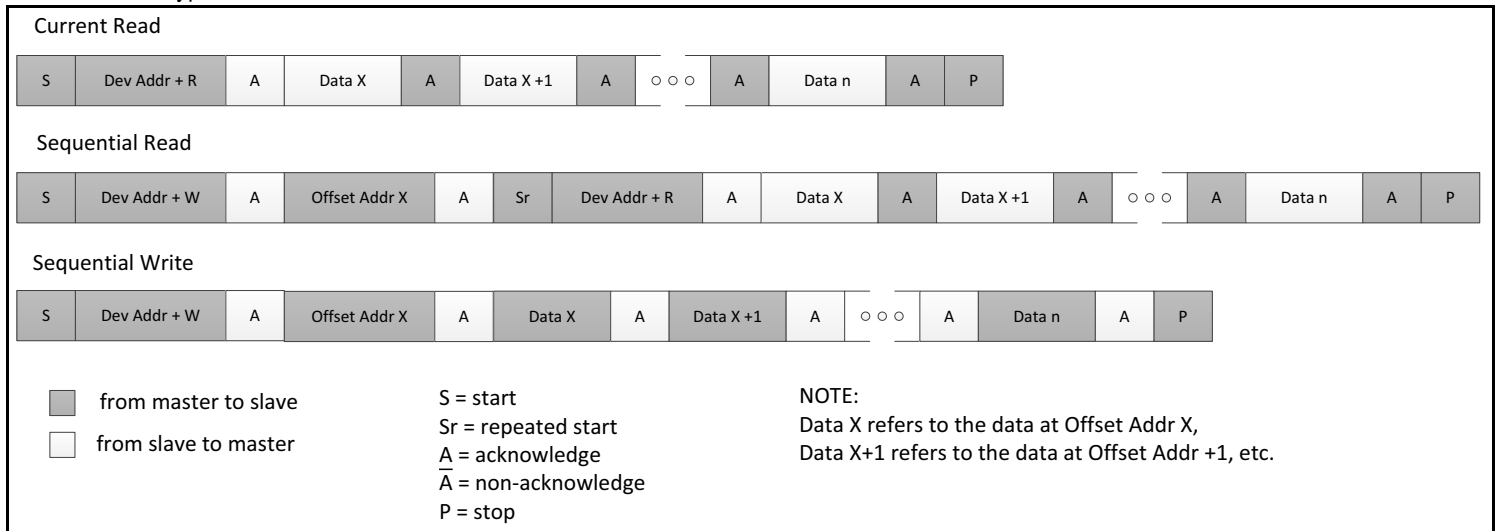 Current Read
S Dev Addr + R A Data X A Data X +1 A ○ ○ ○ A Data n A P
Sequential Read
S Dev Addr + W A Offset Addr X A Sr Dev Addr + R A Data X A Data X +1 A ○ ○ ○ A Data n A P
Sequential Write
S Dev Addr + W A Offset Addr X A Data X A Data X +1 A ○ ○ ○ A Data n A P
from master to slave
from slave to master
S = start
Sr = repeated start
A = acknowledge
A̅ = non-acknowledge
P = stop
NOTE:
Data X refers to the data at Offset Addr X,
Data X+1 refers to the data at Offset Addr +1, etc.